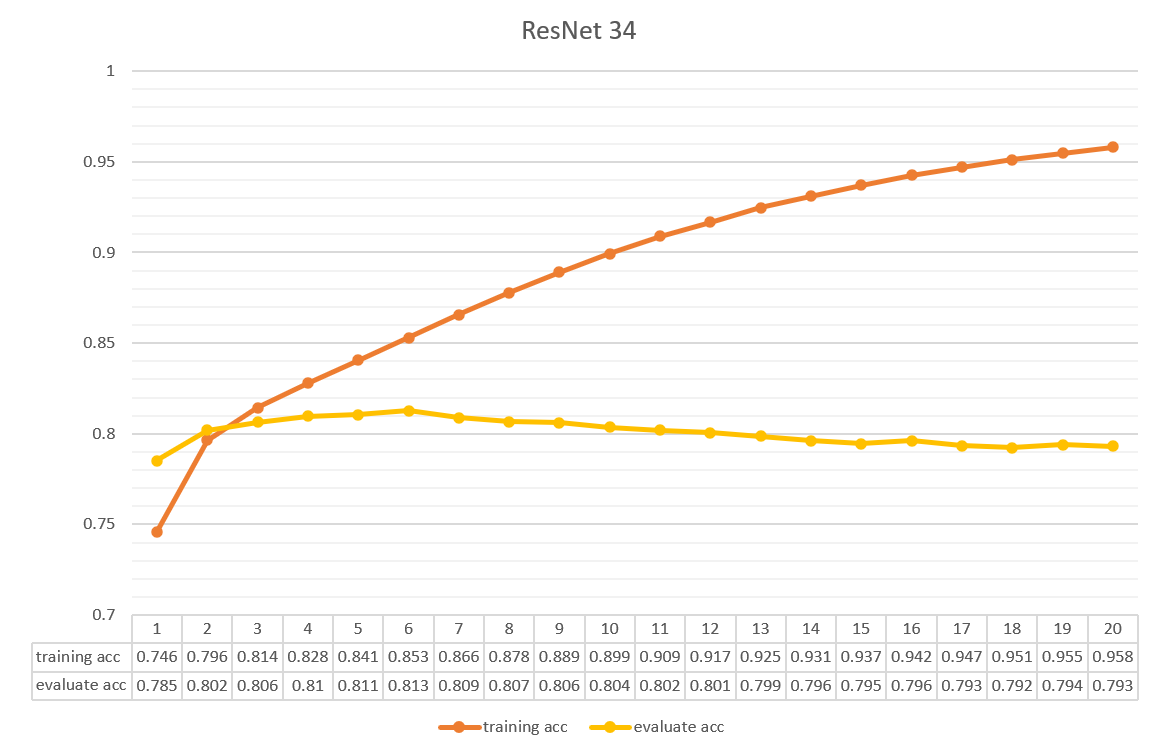 ResNet 34
1
0.95
0.9
0.85
0.8
0.75
0.7
1 2 3 4 5 6 7 8 9 10 11 12 13 14 15 16 17 18 19 20
training acc 0.746 0.796 0.814 0.828 0.841 0.853 0.866 0.878 0.889 0.899 0.909 0.917 0.925 0.931 0.937 0.942 0.947 0.951 0.955 0.958
evaluate acc 0.785 0.802 0.806 0.81 0.811 0.813 0.809 0.807 0.806 0.804 0.802 0.801 0.799 0.796 0.795 0.796 0.793 0.792 0.794 0.793
training acc evaluate acc